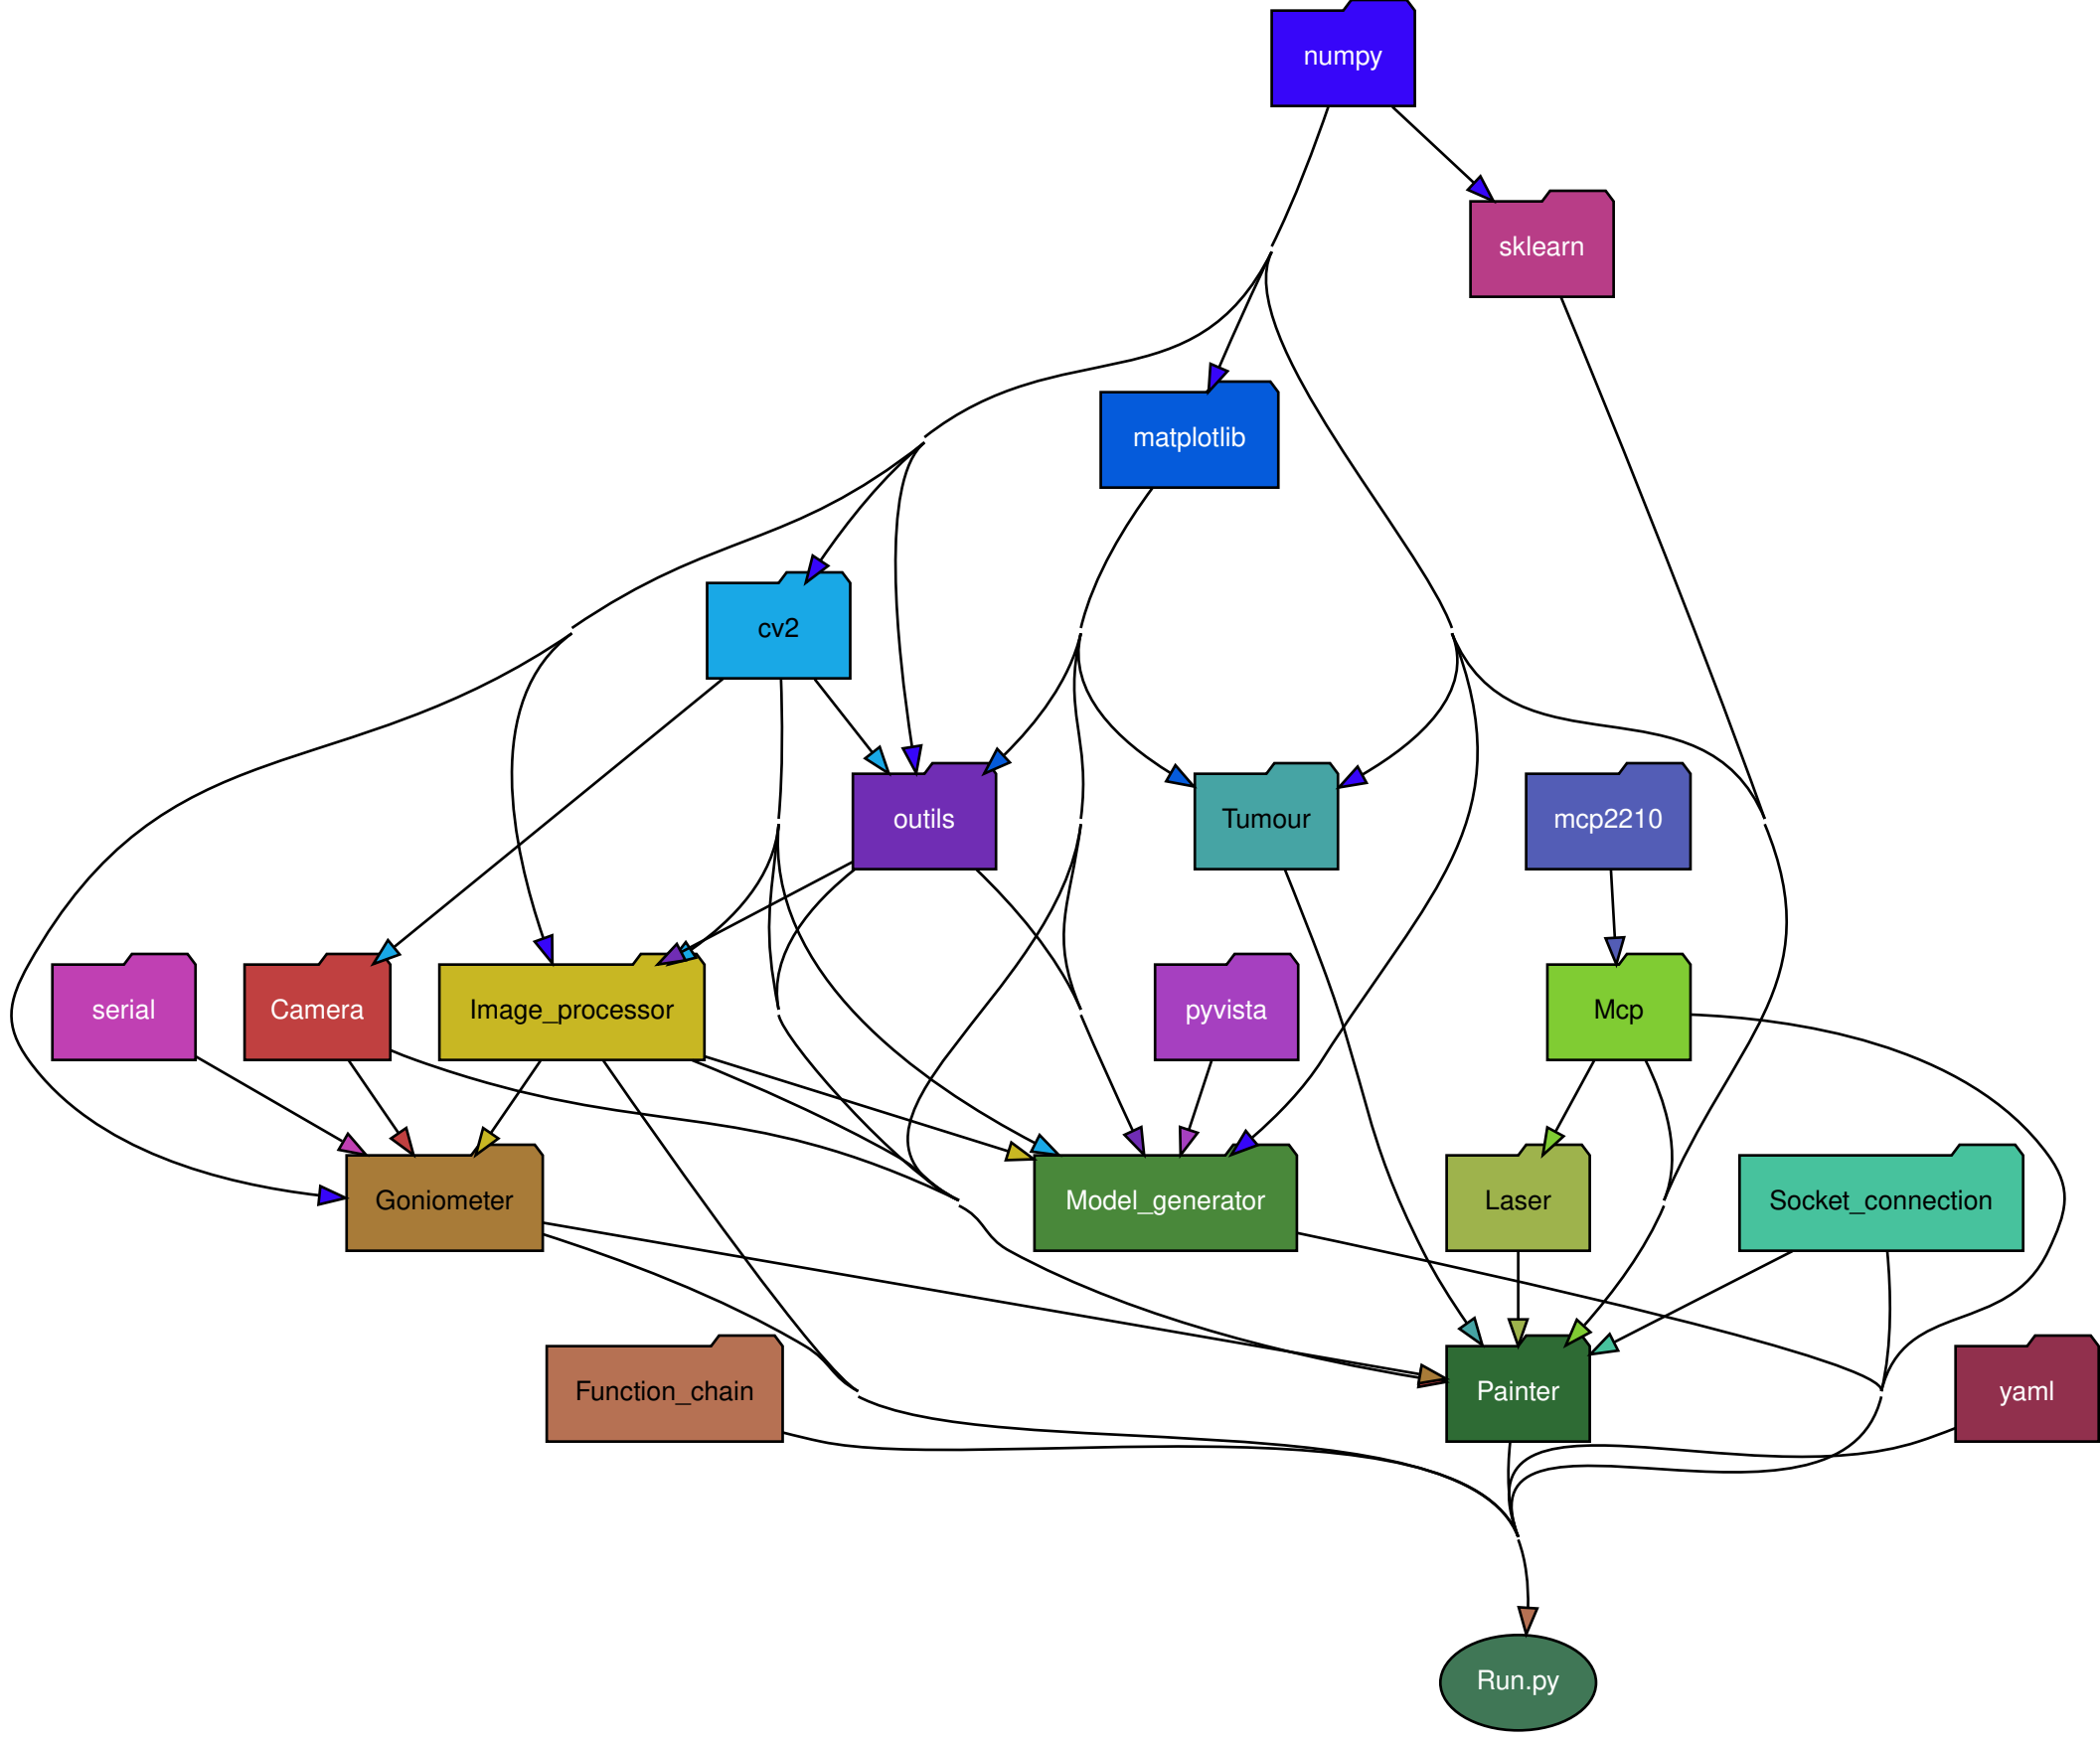 numpy
sklearn
matplotlib
cv2
outils
Tumour
mcp2210
serial
Camera
Image_processor
pyvista
Mcp
Goniometer
Model_generator
Laser
Socket_connection
Function_chain
Painter
yaml
Run.py